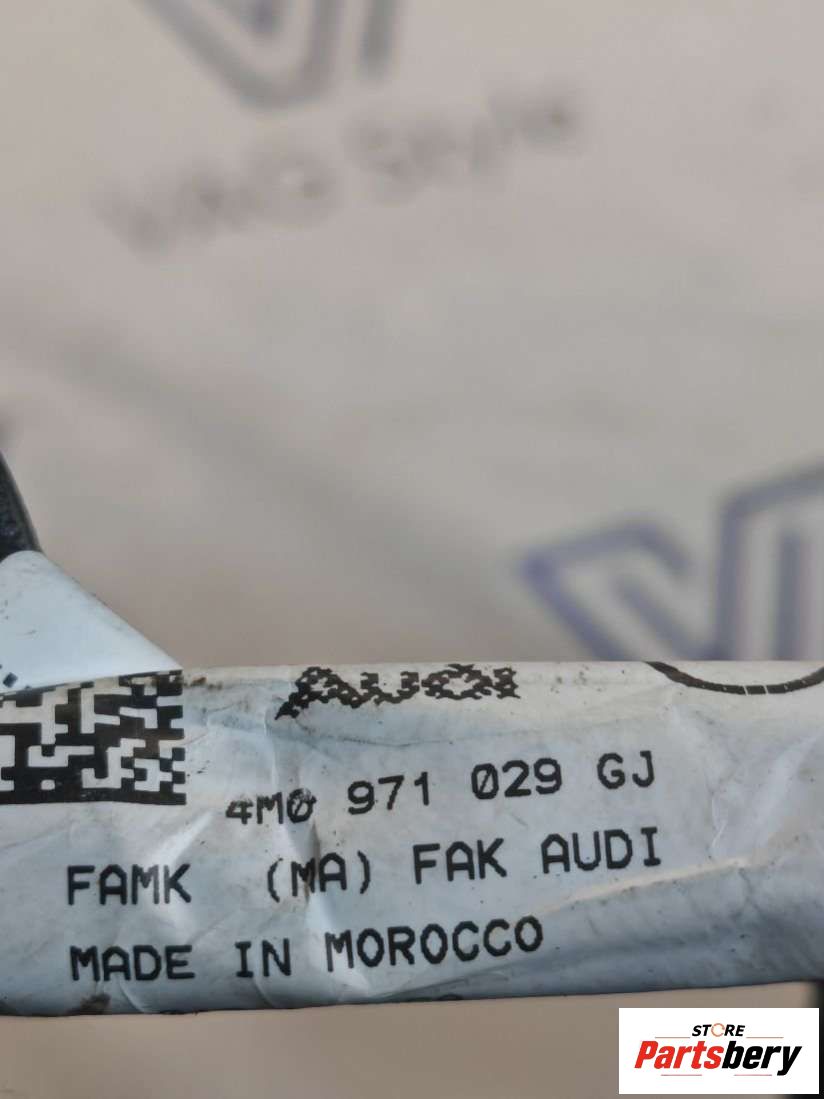 AUDI
4M0 971 029 GJ
FAMK (MA) FAK AUDI
MADE IN MOROCCO
STORE
Partsbery